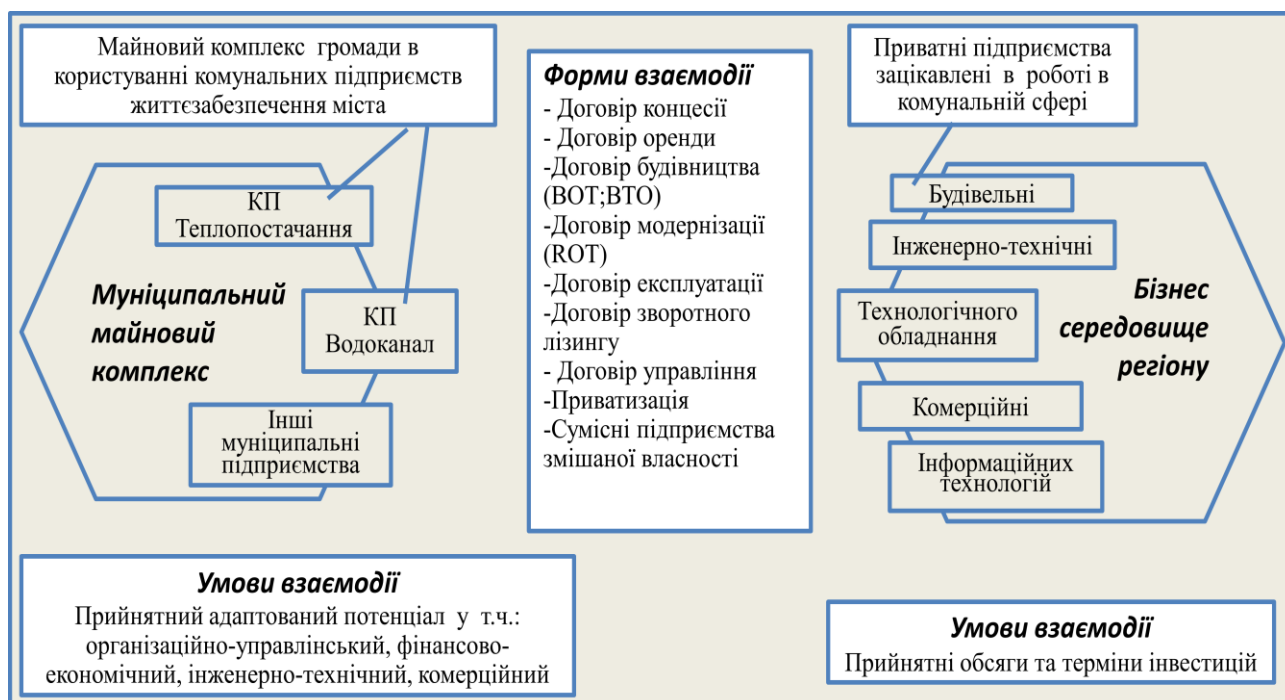 Майновий комплекс громади в
користуванні комунальних підприємств
життєзабезпечення міста
КП
Теплопостачання
Муніципальний
майновий
комплекс
КП
Водоканал
Інші
муніципальні
підприємства
Форми взаємодії
- Договір концесії
- Договір оренди
-Договір будівництва
(BOT;BTO)
-Договір модернізації
(ROT)
-Договір експлуатації
-Договір зворотного
лізингу
- Договір управління
-Приватизація
-Сумісні підприємства
змішаної власності
Приватні підприємства
зацікавлені в роботі в
комунальній сфері
Будівельні
Інженерно-технічні
Технологічного
обладнання
Комерційні
Інформаційних
технологій
Бізнес
середовище
регіону
Умови взаємодії
Прийнятний адаптований потенціал у т.ч.:
організаційно-управлінський, фінансово-
економічний, інженерно-технічний, комерційний
Умови взаємодії
Прийнятні обсяги та терміни інвестицій